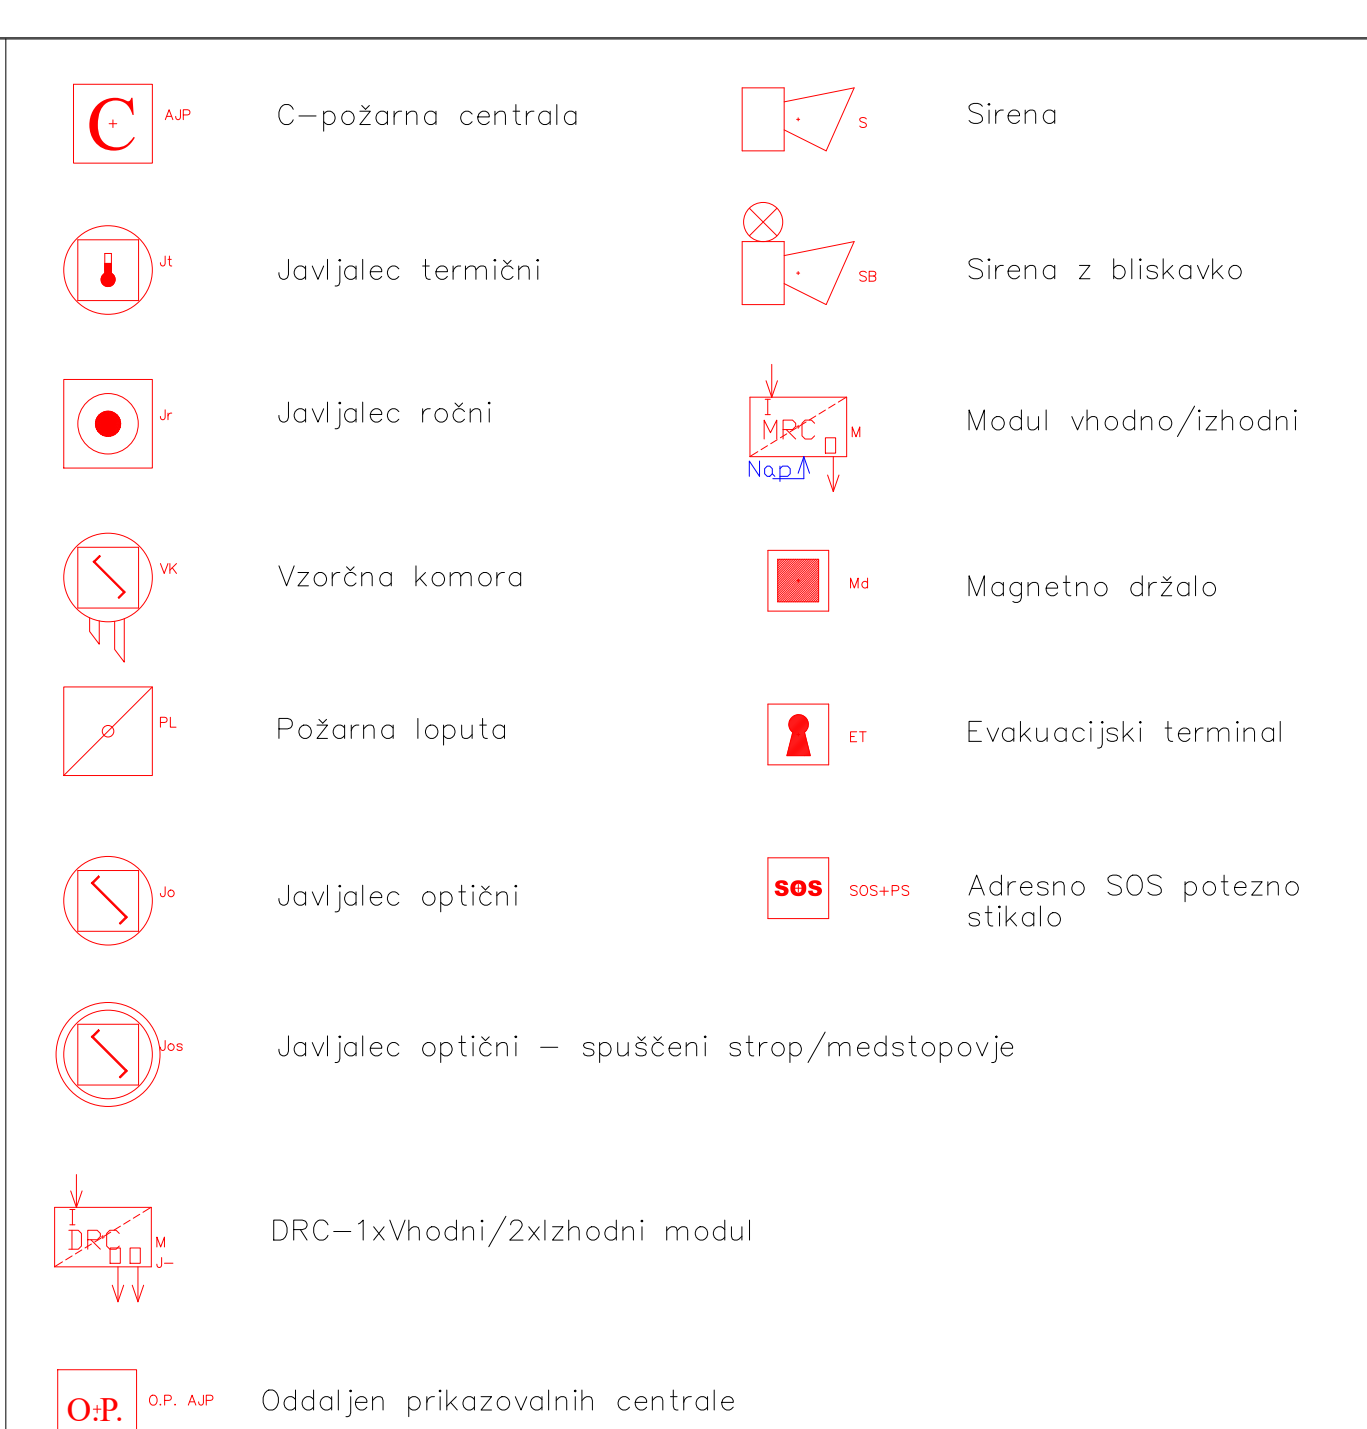 C AJP C-požarna centrala
S Sirena
Jt Javljalec termični
SB Sirena z bliskavko
Jr Javljalec ročni
I
MRC M
Nap
Modul vhodno/izhodni
VK Vzorčna komora
Md Magnetno držalo
PL Požarna loputa
ET Evakuacijski terminal
Jo Javljalec optični
SOS SOS+PS Adresno SOS potezno
stikalo
Jos Javljalec optični - spuščeni strop/medstopovje
I
DRC M
J-
DRC-1xVhodni/2xIzhodni modul
O.P. O.P. AJP Oddaljen prikazovalnih centrale